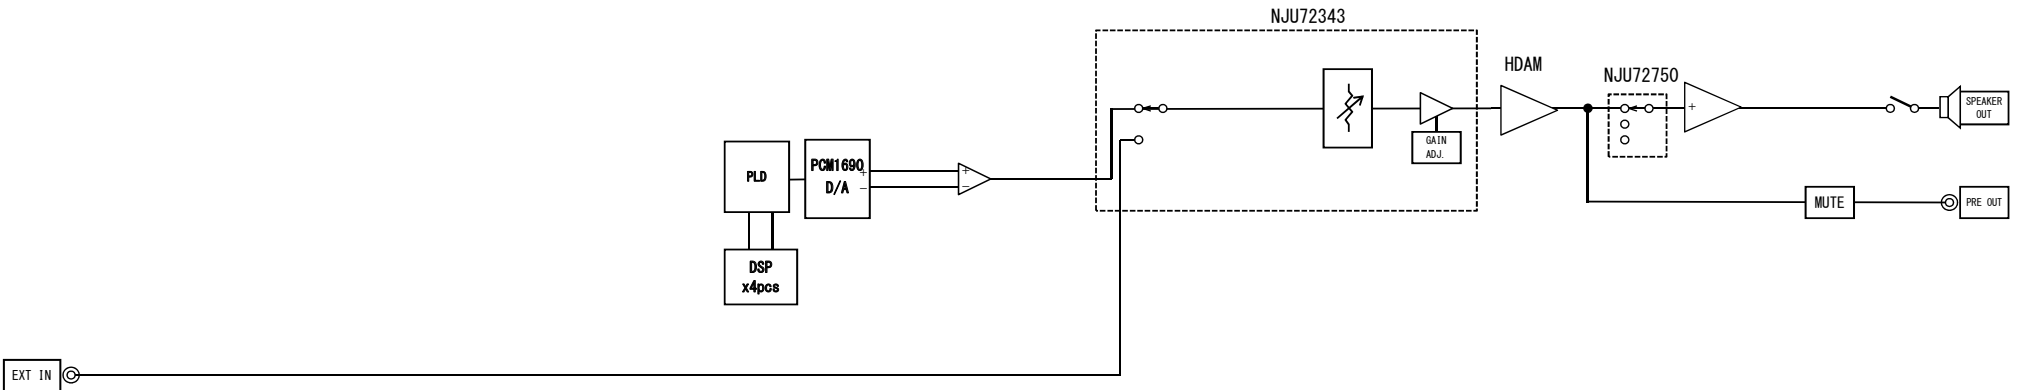 NJU72343
HDAM
NJU72750
SPEAKER
OUT
+
GAIN
ADJ.
PLD
PCM1690
D/A
+
−
+
−
MUTE
PRE OUT
DSP
x4pcs
EXT IN